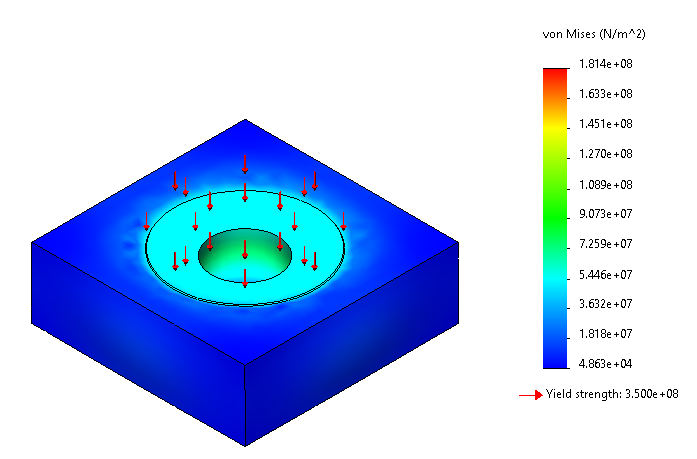 von Mises (N/m^2)
1.814e+08
1.633e+08
1.451e+08
1.270e+08
1.089e+08
9.073e+07
7.259e+07
5.446e+07
3.632e+07
1.818e+07
4.863e+04
Yield strength: 3.500e+08